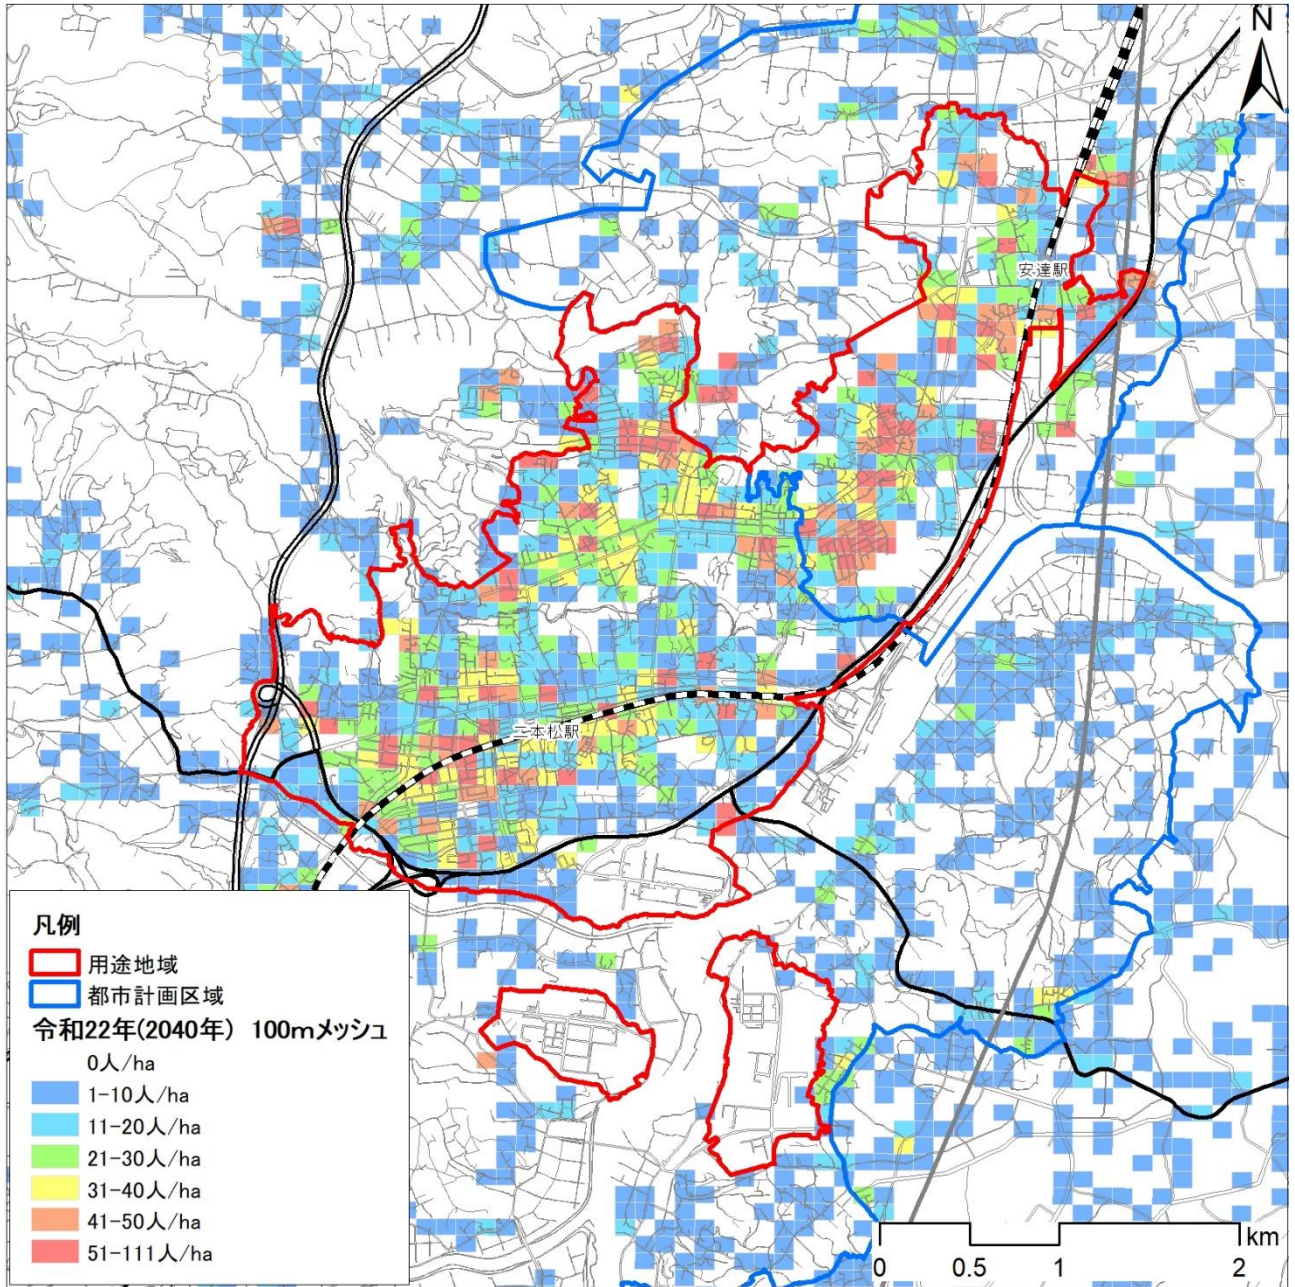 N
安達駅
二本松駅
凡例
用途地域
都市計画区域
令和22年(2040年) 100mメッシュ
0人/ha
1-10人/ha
11-20人/ha
21-30人/ha
31-40人/ha
41-50人/ha
51-111人/ha
km
0 0.5 1 2